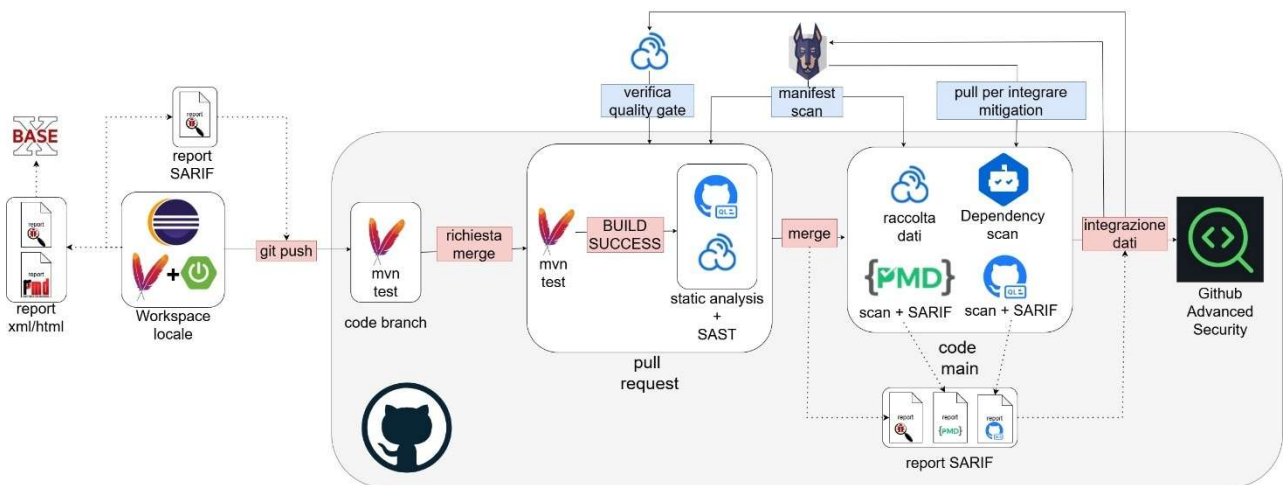 verifica
quality gate
manifest
scan
pull per integrare
mitigation
X
BASE
report
report
SARIF
report
report
Pmd
report
xml/html
+
Workspace
locale
git push
mvn
test
code branch
richiesta
merge
mvn
test
BUILD
SUCCESS
QL
static analysis
+
SAST
pull
request
merge
raccolta
dati
Dependency
scan
{PMD}
scan + SARIF
QL
scan + SARIF
code
main
integrazione
dati
Github
Advanced
Security
report
report
{PMD}
report
QL
report SARIF